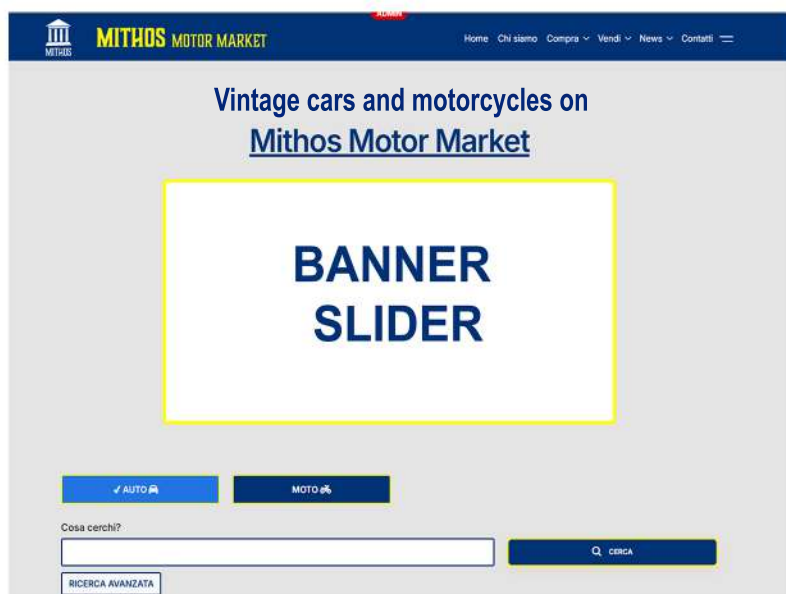 ADMIN
MITHOS
MITHOS MOTOR MARKET
Home Chi siamo Compra Vendi News Contatti
Vintage cars and motorcycles on
Mithos Motor Market
BANNER
SLIDER
✓ AUTO
MOTO
Cosa cerchi?
CERCA
RICERCA AVANZATA